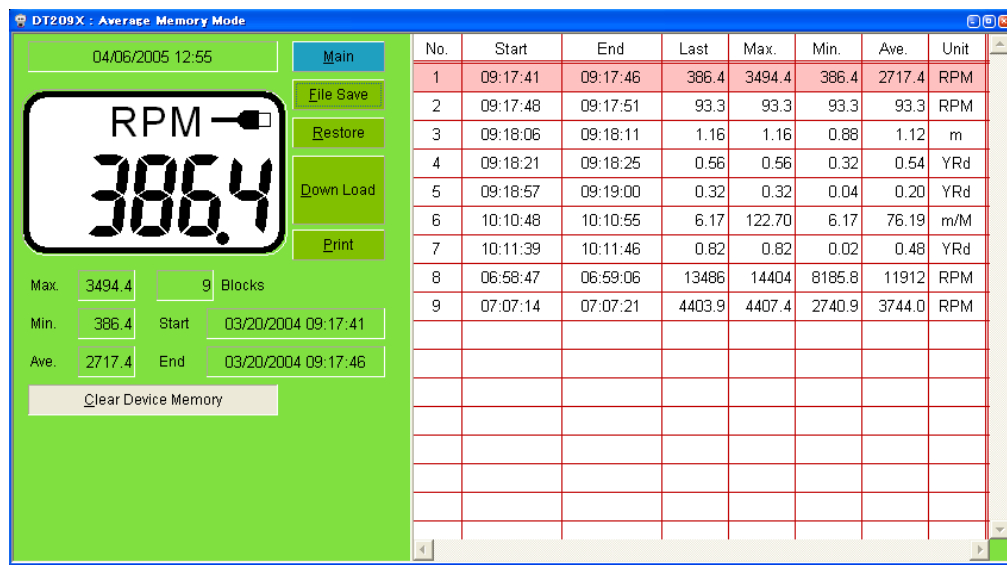 DT209X : Average Memory Mode
04/06/2005 12:55
Main
File Save
Restore
Down Load
Print
RPM
386.4
Max. 3494.4 9 Blocks
Min. 386.4 Start 03/20/2004 09:17:41
Ave. 2717.4 End 03/20/2004 09:17:46
Clear Device Memory
No. Start End Last Max. Min. Ave. Unit
1 09:17:41 09:17:46 386.4 3494.4 386.4 2717.4 RPM
2 09:17:48 09:17:51 93.3 93.3 93.3 93.3 RPM
3 09:18:06 09:18:11 1.16 1.16 0.88 1.12 m
4 09:18:21 09:18:25 0.56 0.56 0.32 0.54 YRd
5 09:18:57 09:19:00 0.32 0.32 0.04 0.20 YRd
6 10:10:48 10:10:55 6.17 122.70 6.17 76.19 m/M
7 10:11:39 10:11:46 0.82 0.82 0.02 0.48 YRd
8 06:58:47 06:59:06 13486 14404 8185.8 11912 RPM
9 07:07:14 07:07:21 4403.9 4407.4 2740.9 3744.0 RPM